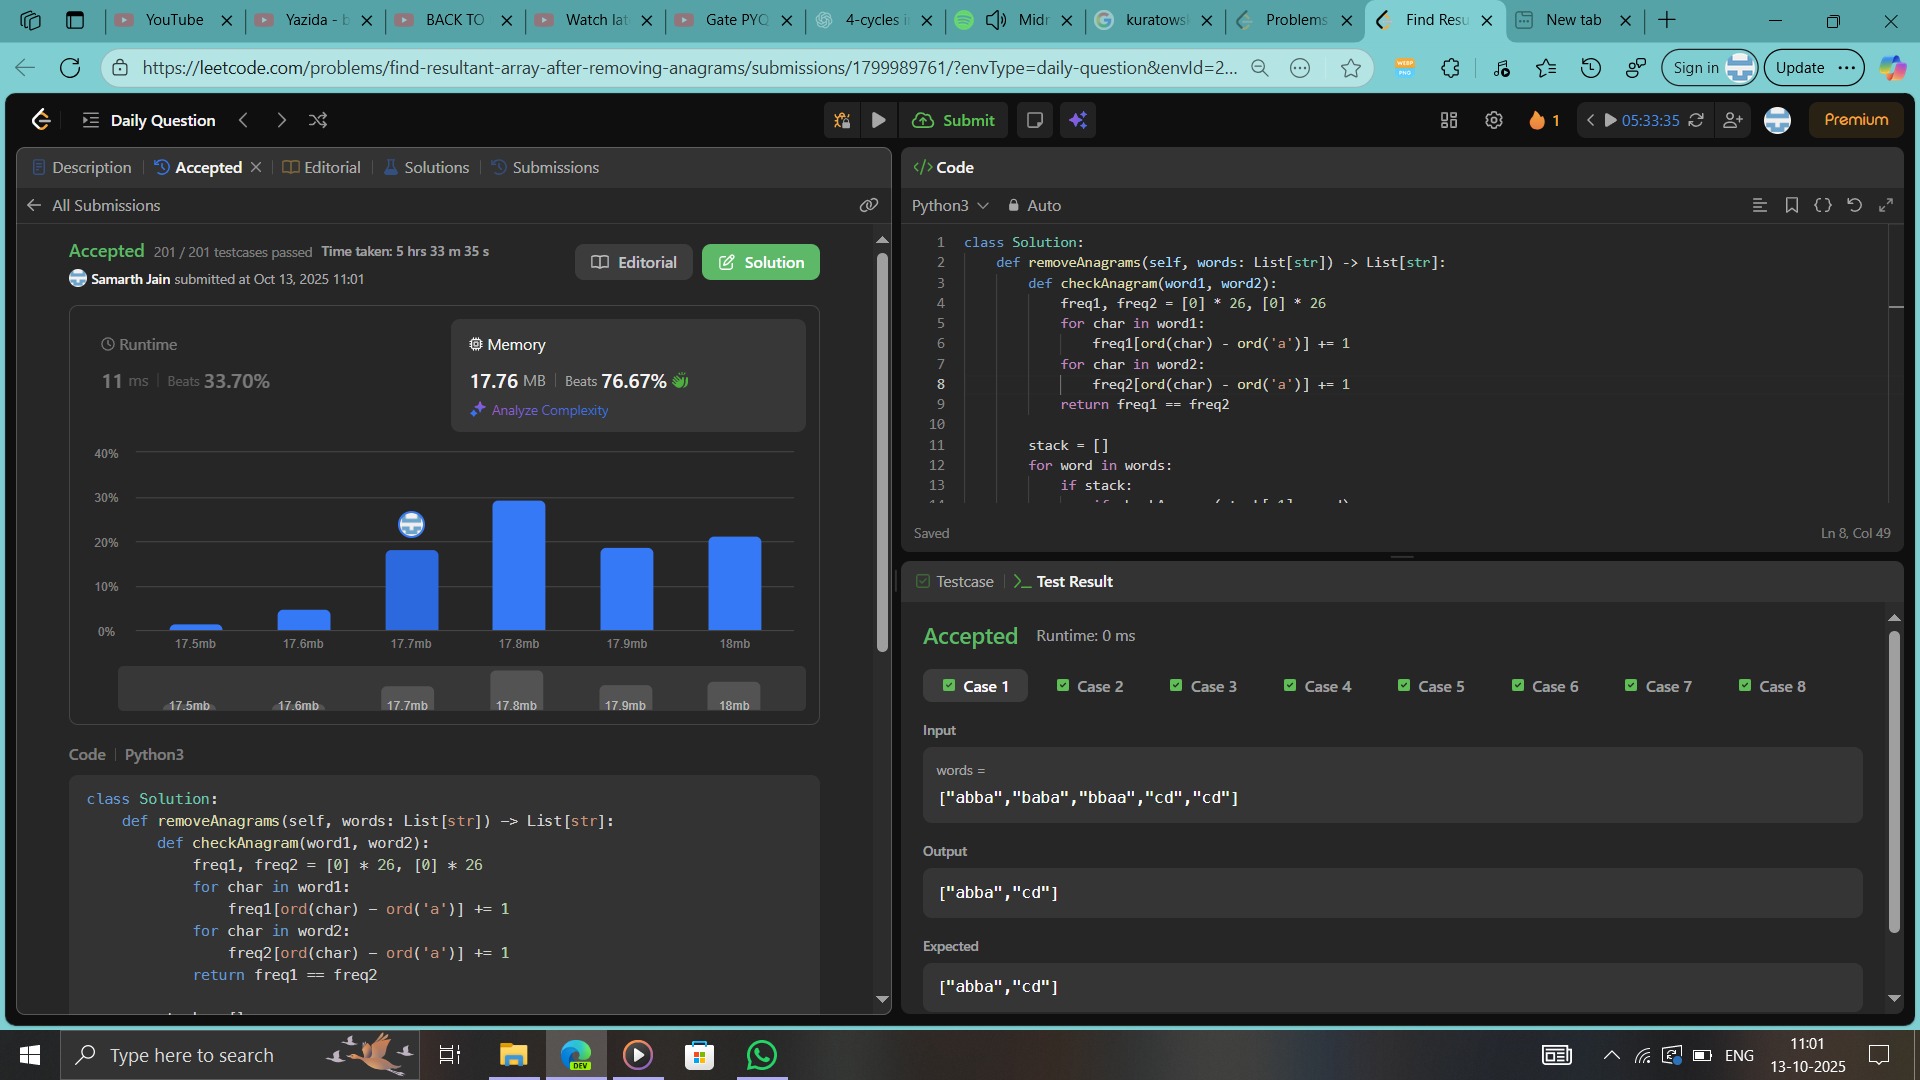 YouTube
Yazida - b
BACK TO
Watch lat
Gate PYQ
4-cycles i
Midr
kuratows
Problems
Find Resu
New tab
https://leetcode.com/problems/find-resultant-array-after-removing-anagrams/submissions/1799989761/?envType=daily-question&envId=2...
WEBP
PNG
Sign in
Update
Daily Question
Submit
1
05:33:35
Premium
Description
Accepted
Editorial
Solutions
Submissions
All Submissions
Accepted 201 / 201 testcases passed Time taken: 5 hrs 33 m 35 s
Samarth Jain submitted at Oct 13, 2025 11:01
Editorial
Solution
Runtime
11 ms Beats 33.70%
Memory
17.76 MB Beats 76.67%
Analyze Complexity
40%
30%
20%
10%
0%
17.5mb 17.6mb 17.7mb 17.8mb 17.9mb 18mb
17.5mb 17.6mb 17.7mb 17.8mb 17.9mb 18mb
Code Python3
class Solution:
    def removeAnagrams(self, words: List[str]) -> List[str]:
        def checkAnagram(word1, word2):
            freq1, freq2 = [0] * 26, [0] * 26
            for char in word1:
                freq1[ord(char) - ord('a')] += 1
            for char in word2:
                freq2[ord(char) - ord('a')] += 1
            return freq1 == freq2
Code
Python3
Auto
1 class Solution:
2     def removeAnagrams(self, words: List[str]) -> List[str]:
3         def checkAnagram(word1, word2):
4             freq1, freq2 = [0] * 26, [0] * 26
5             for char in word1:
6                 freq1[ord(char) - ord('a')] += 1
7             for char in word2:
8                 freq2[ord(char) - ord('a')] += 1
9             return freq1 == freq2
10
11         stack = []
12         for word in words:
13             if stack:
Saved
Ln 8, Col 49
Testcase
Test Result
Accepted Runtime: 0 ms
Case 1
Case 2
Case 3
Case 4
Case 5
Case 6
Case 7
Case 8
Input
words =
["abba","baba","bbaa","cd","cd"]
Output
["abba","cd"]
Expected
["abba","cd"]
Type here to search
DEV
ENG
11:01
13-10-2025